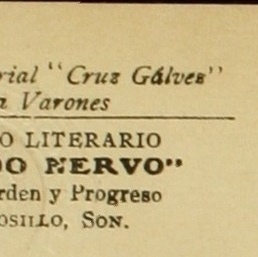 rial "Cruz Gálvez"
a Varones
O LITERARIO
DO NERVO"
rden y Progreso
OSILLO, SON.